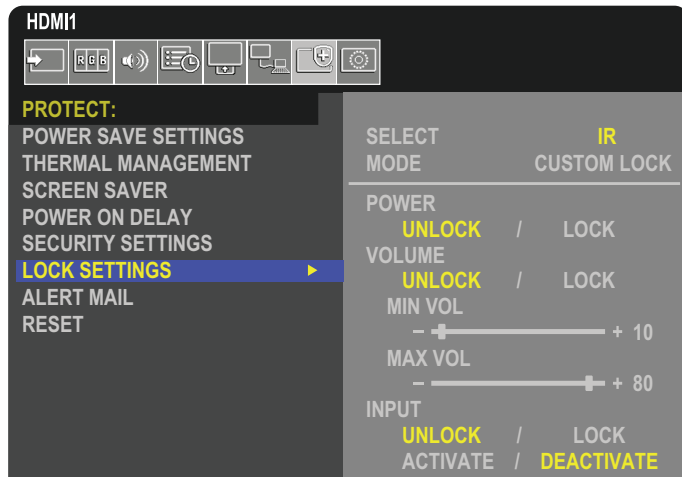 HDMI1
RGB
PROTECT:
POWER SAVE SETTINGS
THERMAL MANAGEMENT
SCREEN SAVER
POWER ON DELAY
SECURITY SETTINGS
LOCK SETTINGS
ALERT MAIL
RESET
SELECT IR
MODE CUSTOM LOCK
POWER
UNLOCK / LOCK
VOLUME
UNLOCK / LOCK
MIN VOL
- + 10
MAX VOL
- + 80
INPUT
UNLOCK / LOCK
ACTIVATE / DEACTIVATE